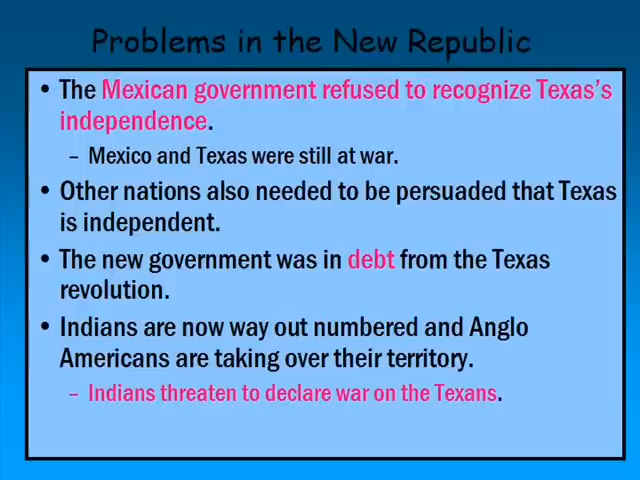 Problems in the New Republic
• The Mexican government refused to recognize Texas's
independence.
– Mexico and Texas were still at war.
• Other nations also needed to be persuaded that Texas
is independent.
• The new government was in debt from the Texas
revolution.
• Indians are now way out numbered and Anglo
Americans are taking over their territory.
– Indians threaten to declare war on the Texans.